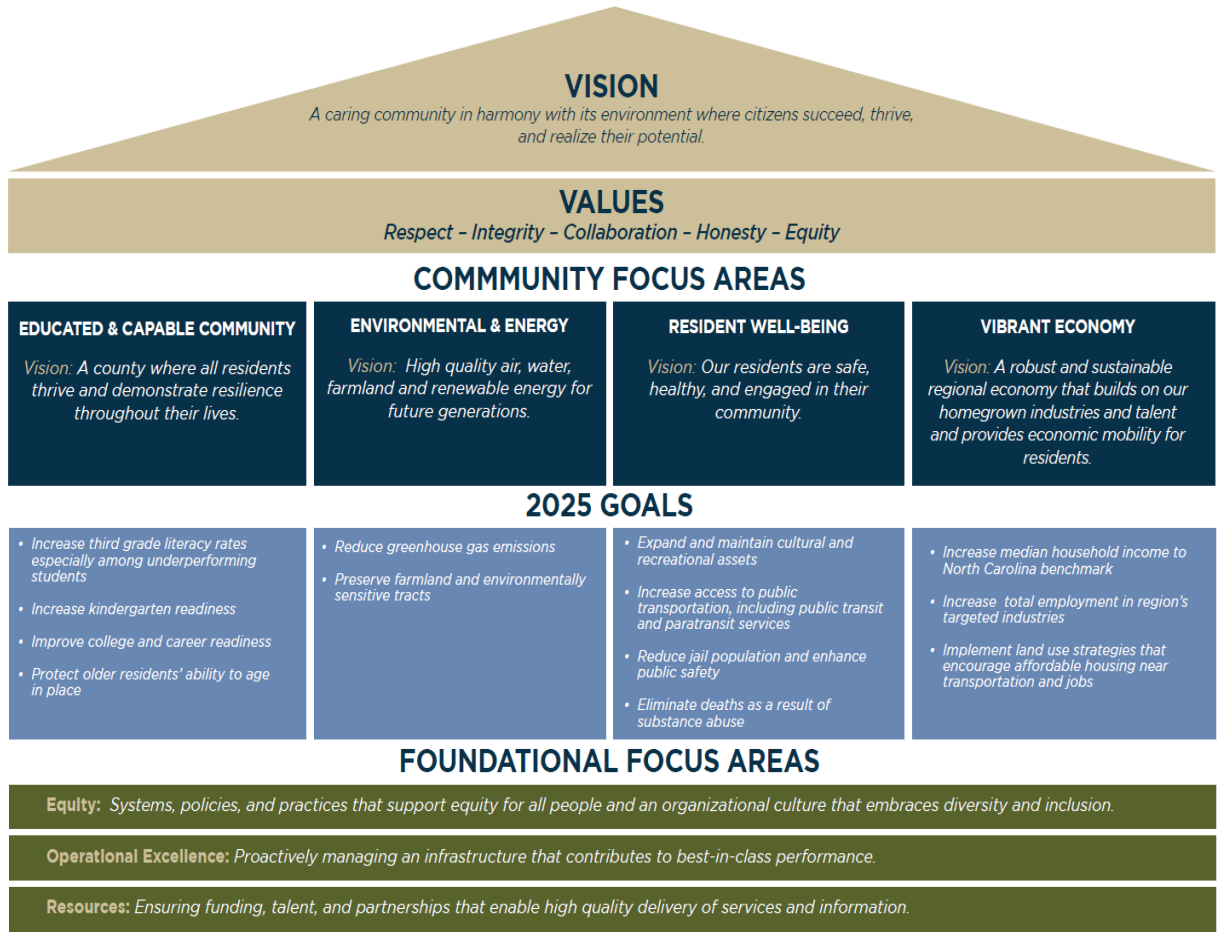 VISION
A caring community in harmony with its environment where citizens succeed, thrive,
and realize their potential.
VALUES
Respect – Integrity – Collaboration – Honesty – Equity
COMMMUNITY FOCUS AREAS
EDUCATED & CAPABLE COMMUNITY
Vision: A county where all residents
thrive and demonstrate resilience
throughout their lives.
ENVIRONMENTAL & ENERGY
Vision: High quality air, water,
farmland and renewable energy for
future generations.
RESIDENT WELL-BEING
Vision: Our residents are safe,
healthy, and engaged in their
community.
VIBRANT ECONOMY
Vision: A robust and sustainable
regional economy that builds on our
homegrown industries and talent
and provides economic mobility for
residents.
2025 GOALS
• Increase third grade literacy rates
especially among underperforming
students
• Increase kindergarten readiness
• Improve college and career readiness
• Protect older residents' ability to age
in place
• Reduce greenhouse gas emissions
• Preserve farmland and environmentally
sensitive tracts
• Expand and maintain cultural and
recreational assets
• Increase access to public
transportation, including public transit
and paratransit services
• Reduce jail population and enhance
public safety
• Eliminate deaths as a result of
substance abuse
• Increase median household income to
North Carolina benchmark
• Increase total employment in region's
targeted industries
• Implement land use strategies that
encourage affordable housing near
transportation and jobs
FOUNDATIONAL FOCUS AREAS
Equity: Systems, policies, and practices that support equity for all people and an organizational culture that embraces diversity and inclusion.
Operational Excellence: Proactively managing an infrastructure that contributes to best-in-class performance.
Resources: Ensuring funding, talent, and partnerships that enable high quality delivery of services and information.